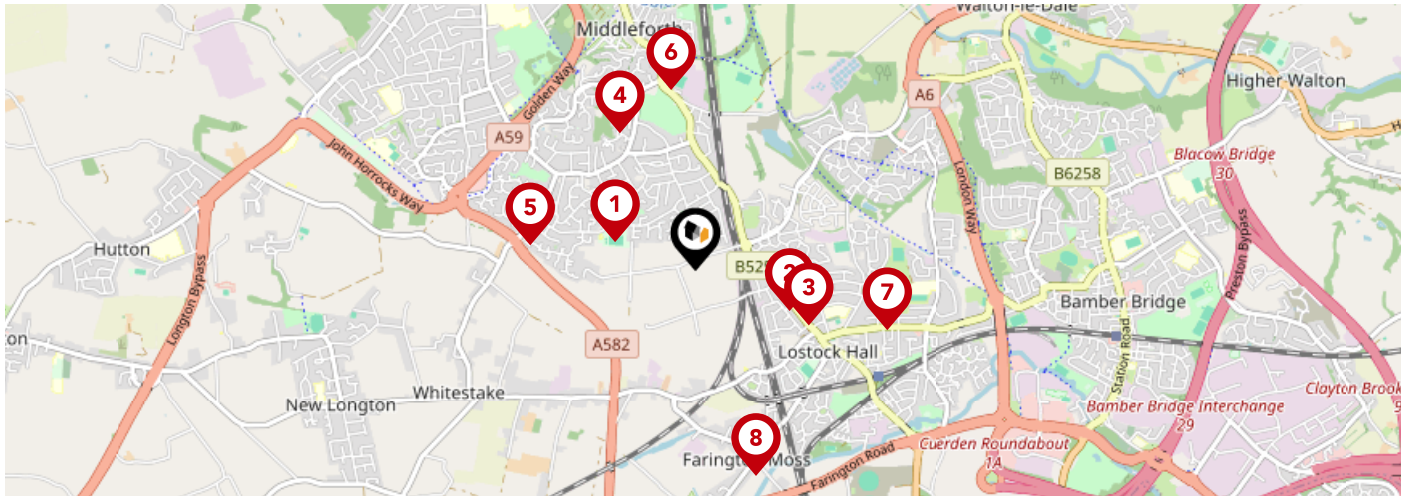 Walton-le-Dale
Middleforth
6
Higher Walton
A6
4
Golden Way
A59
John Horrocks Way
Blacow Bridge
30
B6258
London Way
5
1
Hutton
Longton Bypass
Preston Bypass
2
3
7
Bamber Bridge
A582
Lostock Hall
Station Road
Whitestake
New Longton
Clayton Brook
Bamber Bridge Interchange
29
8
Farington Moss
Farington Road
Cuerden Roundabout
1A